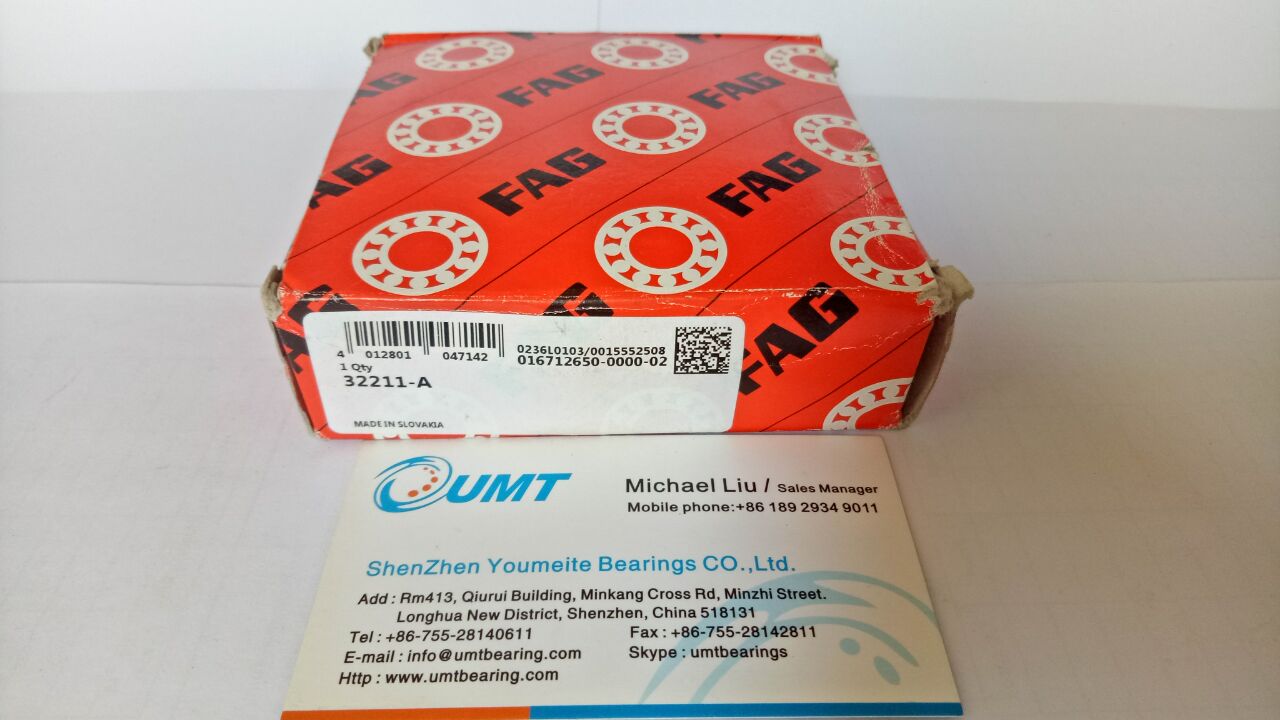 FAG
FAG
AG
FAG
FAG
AG
FAG
FAG
4 012801 047142
0236L0103/0015552508
016712650-0000-02
1 Qty
32211-A
MADE IN SLOVAKIA
UMT
Michael Liu / Sales Manager
Mobile phone:+86 189 2934 9011
ShenZhen Youmeite Bearings CO.,Ltd.
Add : Rm413, Qiurui Building, Minkang Cross Rd, Minzhi Street.
Longhua New District, Shenzhen, China 518131
Tel : +86-755-28140611 Fax : +86-755-28142811
E-mail : info@umtbearing.com Skype : umtbearings
Http : www.umtbearing.com